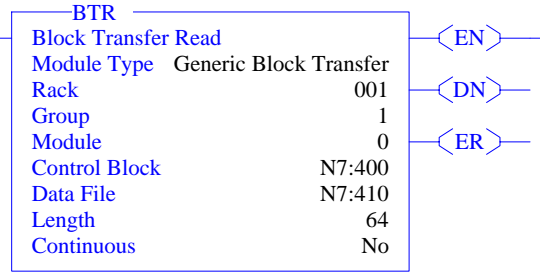 BTR
Block Transfer Read EN
Module Type Generic Block Transfer
Rack 001 DN
Group 1
Module 0 ER
Control Block N7:400
Data File N7:410
Length 64
Continuous No